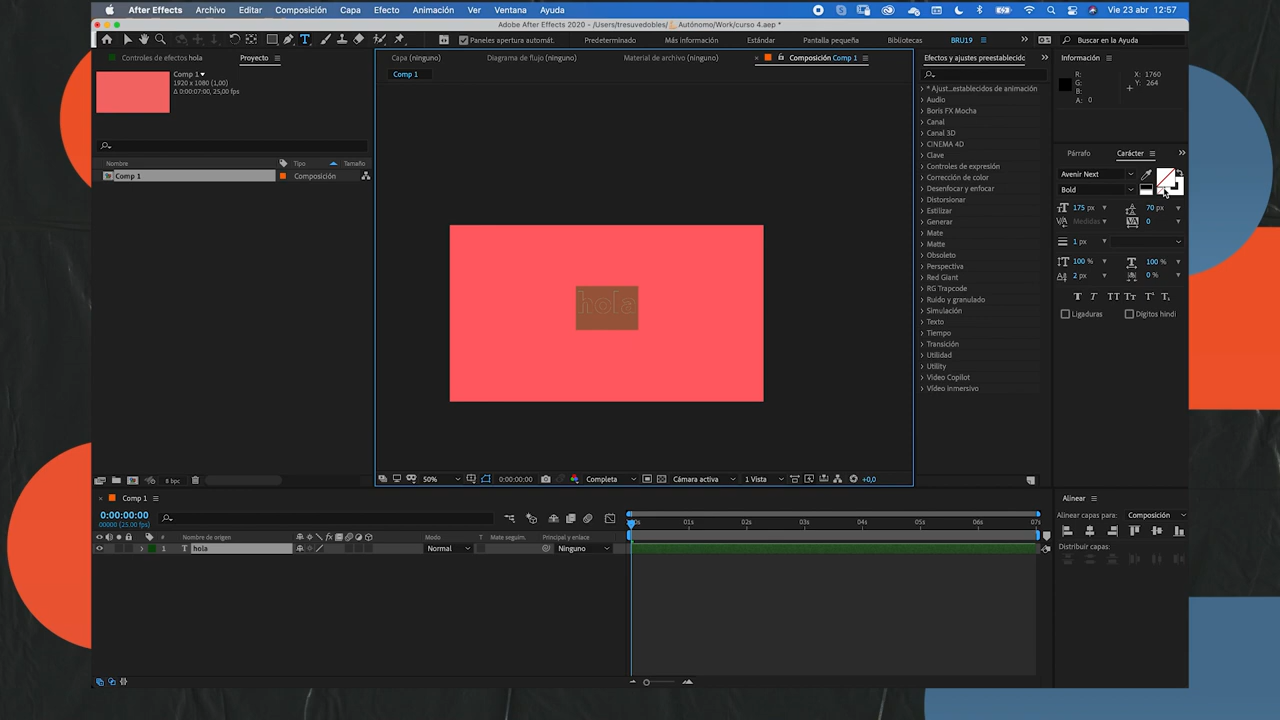 After Effects Archivo Editar Composición Capa Efecto Animación Ver Ventana Ayuda Vie 23 abr 12:57
Adobe After Effects 2020 - /Users/tresuvedobles/ Autónomo/Work/curso 4.aep *
T Paneles apertura automát. Predeterminado Más información Estándar Pantalla pequeña Bibliotecas BRU19 Buscar en la Ayuda
Controles de efectos hola Proyecto
Comp 1
1920 x 1080 (1,00)
Δ 0:00:07:00, 25,00 fps
Nombre Tipo Tamaño
Comp 1 Composición
8 bpc
Capa (ninguno) Diagrama de flujo (ninguno) Material de archivo (ninguno) Composición Comp 1
Comp 1
hola
50% 0:00:00:00 Completa Cámara activa 1 Vista +0,0
Efectos y ajustes preestablecidc
* Ajust...establecidos de animación
Audio
Boris FX Mocha
Canal
Canal 3D
CINEMA 4D
Clave
Controles de expresión
Corrección de color
Desenfocar y enfocar
Distorsionar
Estilizar
Generar
Mate
Matte
Obsoleto
Perspectiva
Red Giant
RG Trapcode
Ruido y granulado
Simulación
Texto
Tiempo
Transición
Utilidad
Utility
Video Copilot
Vídeo inmersivo
Información
R:
G:
B:
A: 0
X: 1760
Y: 264
Párrafo Carácter
Avenir Next
Bold
175 px 70 px
Medidas 0
1 px
100 % 100 %
2 px 0 %
T T TT Tт T¹ T₁
Ligaduras Dígitos hindi
Comp 1
0:00:00:00
00000 (25,00 fps)
# Nombre de origen fx Modo T Mate seguim. Principal y enlace
1 T hola Normal Ninguno
01s 02s 03s 04s 05s 06s 07s
Alinear
Alinear capas para: Composición
Distribuir capas: